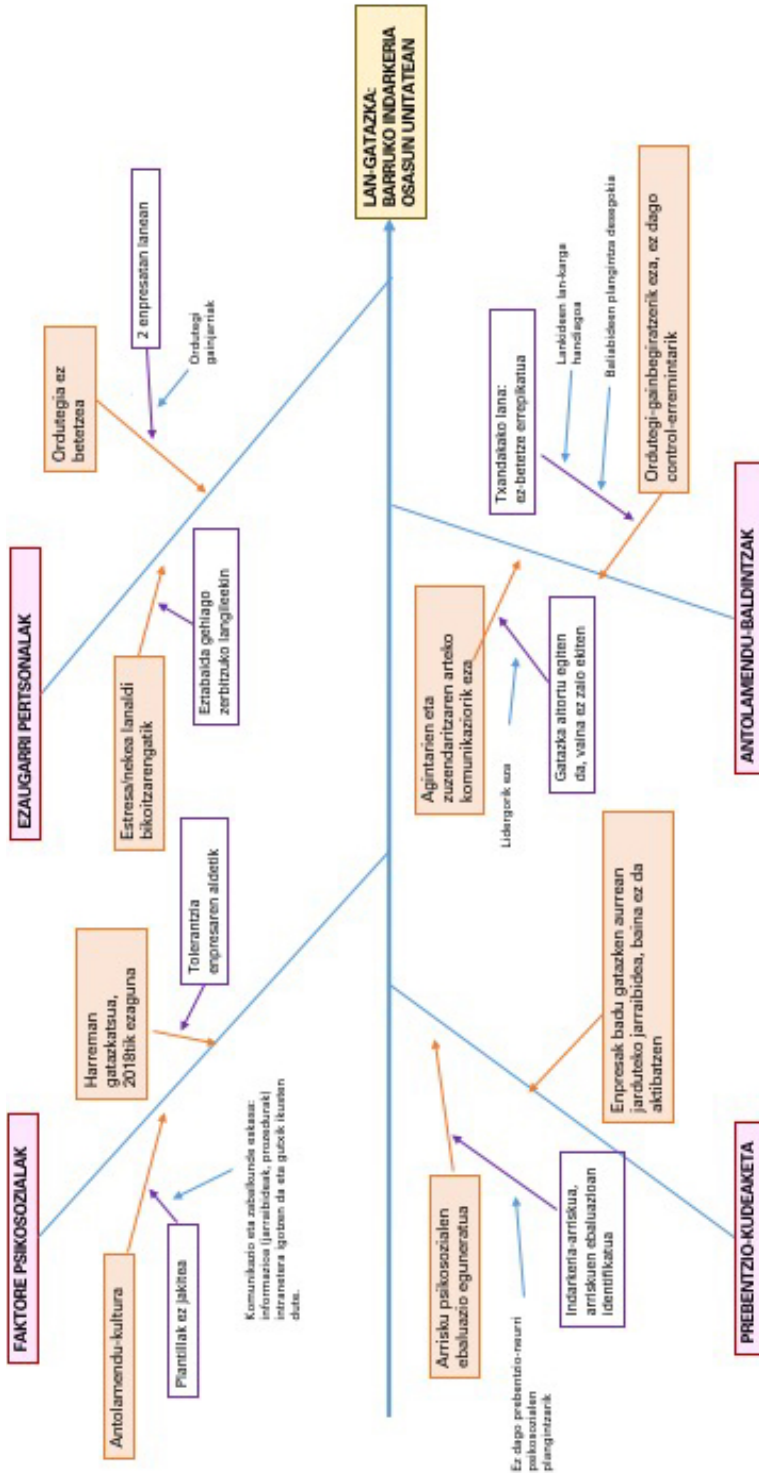 FAKTORE PSIKOSOZIALAK
EZAUGARRI PERTSONALAK
Antolamendu-kultura
Plantillak ez jakitea
Komunikazio eta zabalkunde eskasa:
informazioa (jarraibideak, prozedurak)
intranetera igotzen da eta gutxik ikusten
dute.
Harreman
gatazkatsua,
2018tik ezaguna
Tolerantzia
enpresaren aldetik
Estresa/nekea lanaldi
bikoitzarengatik
Eztabaida gehiago
zerbitzuko langileekin
Ordutegia ez
betetzea
2 enpresatan lanean
Ordutegi
gainjarriak
LAN-GATAZKA:
BARRUKO INDARKERIA
OSASUN UNITATEAN
Arrisku psikosozialen
ebaluazio eguneratua
Ez dago prebentzio-neurri
psikosozialen
plangintzarik
Indarkeria-arriskua,
arriskuen ebaluazioan
identifikatua
Enpresak badu gatazken aurrean
jarduteko jarraibidea, baina ez da
aktibatzen
Agintarien eta
zuzendaritzaren arteko
komunikaziorik eza
Lidergorik eza
Gatazka aitortu egiten
da, vaina ez zaio ekiten
Txandakako lana:
ez-betetze errepikatua
Lankideen lan-karga
handiagoa
Baliabideen plangintza desegokia
Ordutegi-gainbegiratzerik eza, ez dago
control-erremintarik
PREBENTZIO-KUDEAKETA
ANTOLAMENDU-BALDINTZAK